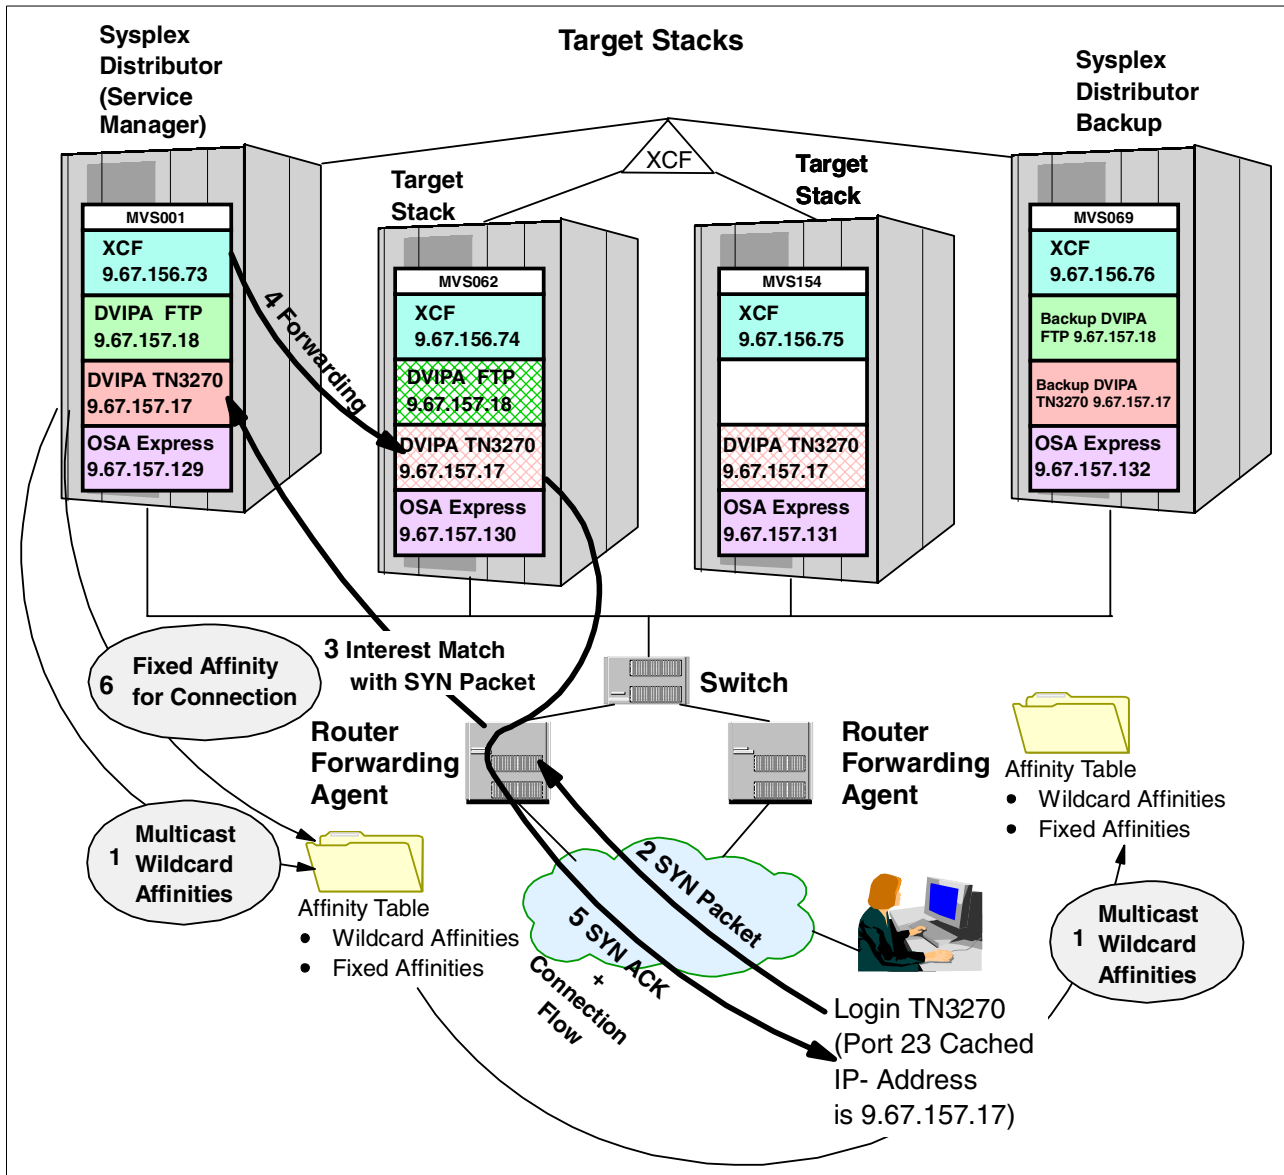 Target Stacks
Sysplex
Distributor
(Service
Manager)
Sysplex
Distributor
Backup
XCF
Target
Stack
Target
Stack
MVS001
XCF
9.67.156.73
DVIPA FTP
9.67.157.18
DVIPA TN3270
9.67.157.17
OSA Express
9.67.157.129
4 Forwarding
MVS062
XCF
9.67.156.74
DVIPA FTP
9.67.157.18
DVIPA TN3270
9.67.157.17
OSA Express
9.67.157.130
MVS154
XCF
9.67.156.75
DVIPA TN3270
9.67.157.17
OSA Express
9.67.157.131
MVS069
XCF
9.67.156.76
Backup DVIPA
FTP 9.67.157.18
Backup DVIPA
TN3270 9.67.157.17
OSA Express
9.67.157.132
3 Interest Match
with SYN Packet
6 Fixed Affinity
for Connection
Switch
Router
Forwarding
Agent
Router
Forwarding
Agent
1 Multicast
Wildcard
Affinities
Affinity Table
• Wildcard Affinities
• Fixed Affinities
Affinity Table
• Wildcard Affinities
• Fixed Affinities
2 SYN Packet
5 SYN ACK
+
Connection
Flow
1 Multicast
Wildcard
Affinities
Login TN3270
(Port 23 Cached
IP- Address
is 9.67.157.17)